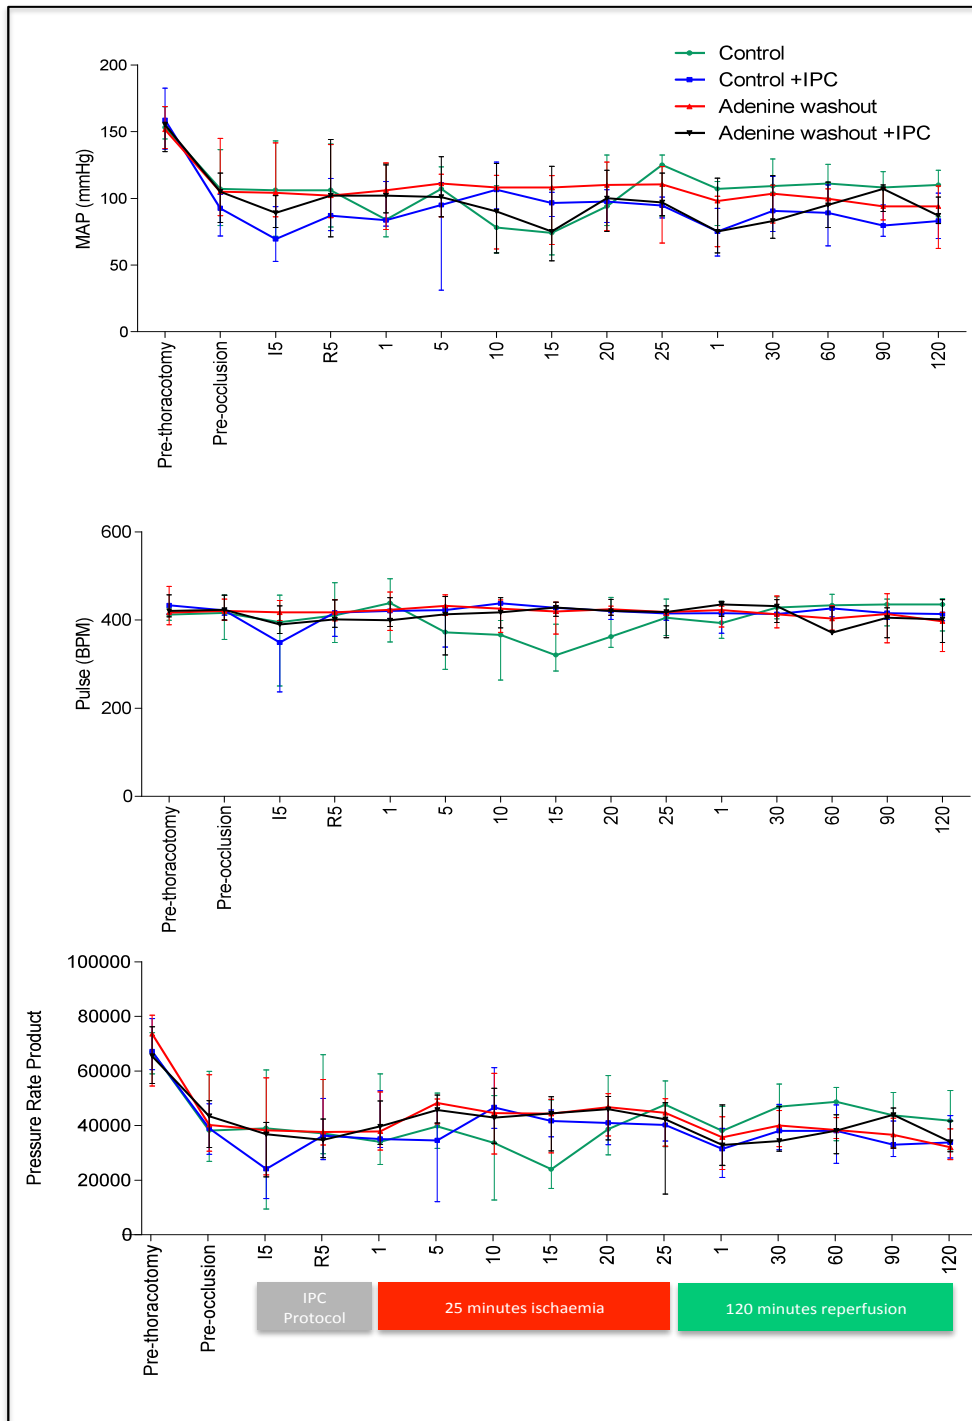 Control
Control +IPC
Adenine washout
Adenine washout +IPC
MAP (mmHg)
200
150
100
50
0
Pre-thoracotomy
Pre-occlusion
I5
R5
1
5
10
15
20
25
1
30
60
90
120
Pulse (BPM)
600
400
200
0
Pre-thoracotomy
Pre-occlusion
I5
R5
1
5
10
15
20
25
1
30
60
90
120
Pressure Rate Product
100000
80000
60000
40000
20000
0
Pre-thoracotomy
Pre-occlusion
I5
R5
1
5
10
15
20
25
1
30
60
90
120
IPC
Protocol
25 minutes ischaemia
120 minutes reperfusion